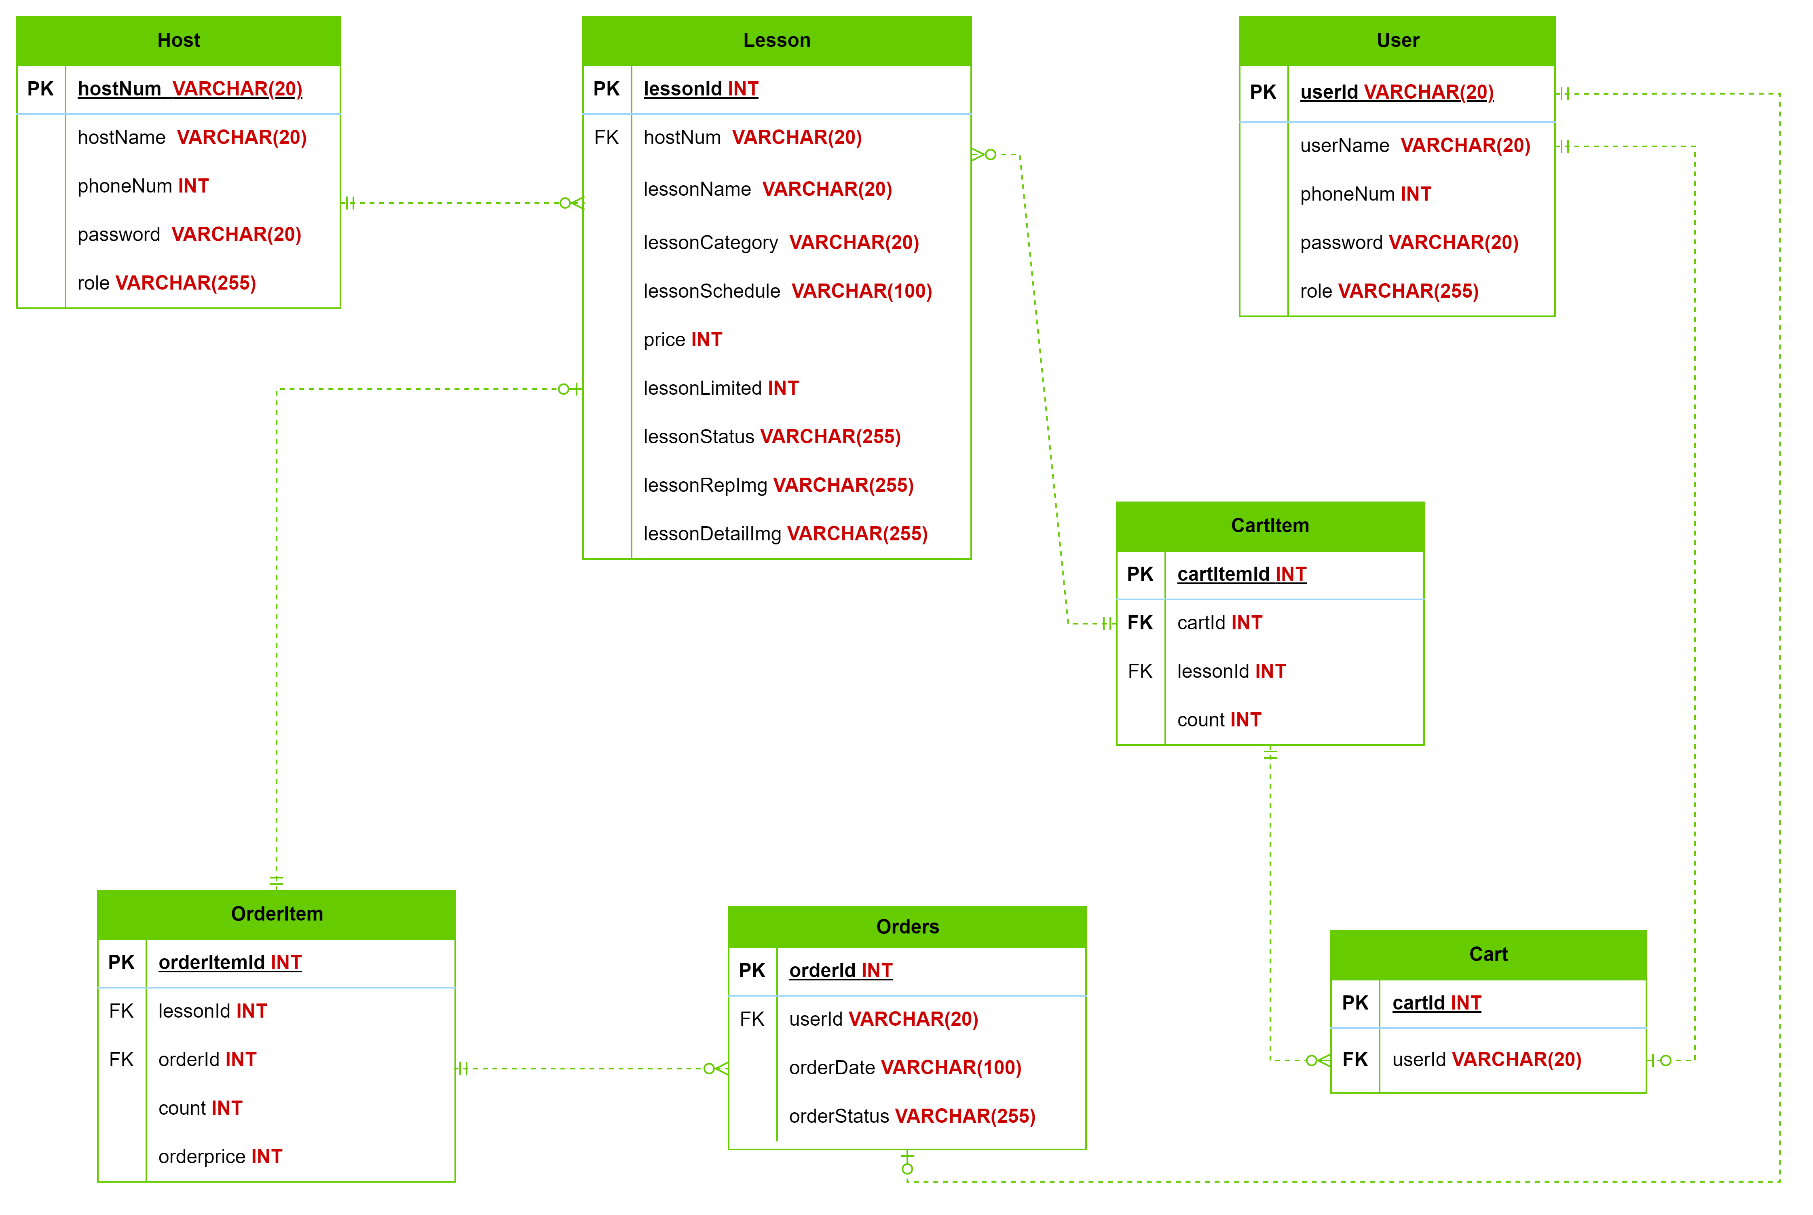 Host
PK hostNum VARCHAR(20)
hostName VARCHAR(20)
phoneNum INT
password VARCHAR(20)
role VARCHAR(255)
Lesson
PK lessonId INT
FK hostNum VARCHAR(20)
lessonName VARCHAR(20)
lessonCategory VARCHAR(20)
lessonSchedule VARCHAR(100)
price INT
lessonLimited INT
lessonStatus VARCHAR(255)
lessonRepImg VARCHAR(255)
lessonDetailImg VARCHAR(255)
User
PK userId VARCHAR(20)
userName VARCHAR(20)
phoneNum INT
password VARCHAR(20)
role VARCHAR(255)
CartItem
PK cartItemId INT
FK cartId INT
FK lessonId INT
count INT
OrderItem
PK orderItemId INT
FK lessonId INT
FK orderId INT
count INT
orderprice INT
Orders
PK orderId INT
FK userId VARCHAR(20)
orderDate VARCHAR(100)
orderStatus VARCHAR(255)
Cart
PK cartId INT
FK userId VARCHAR(20)